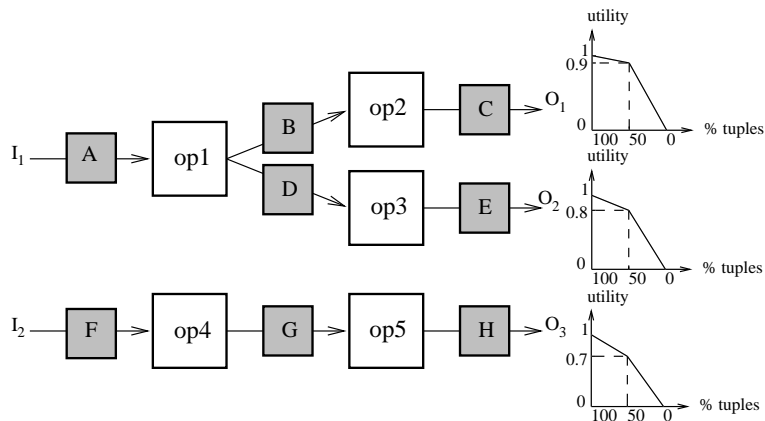 utility
1
0.9
0
100 50 0
% tuples
I1 A op1 B op2 C O1
D op3 E O2
utility
1
0.8
0
100 50 0
% tuples
I2 F op4 G op5 H O3
utility
1
0.7
0
100 50 0
% tuples